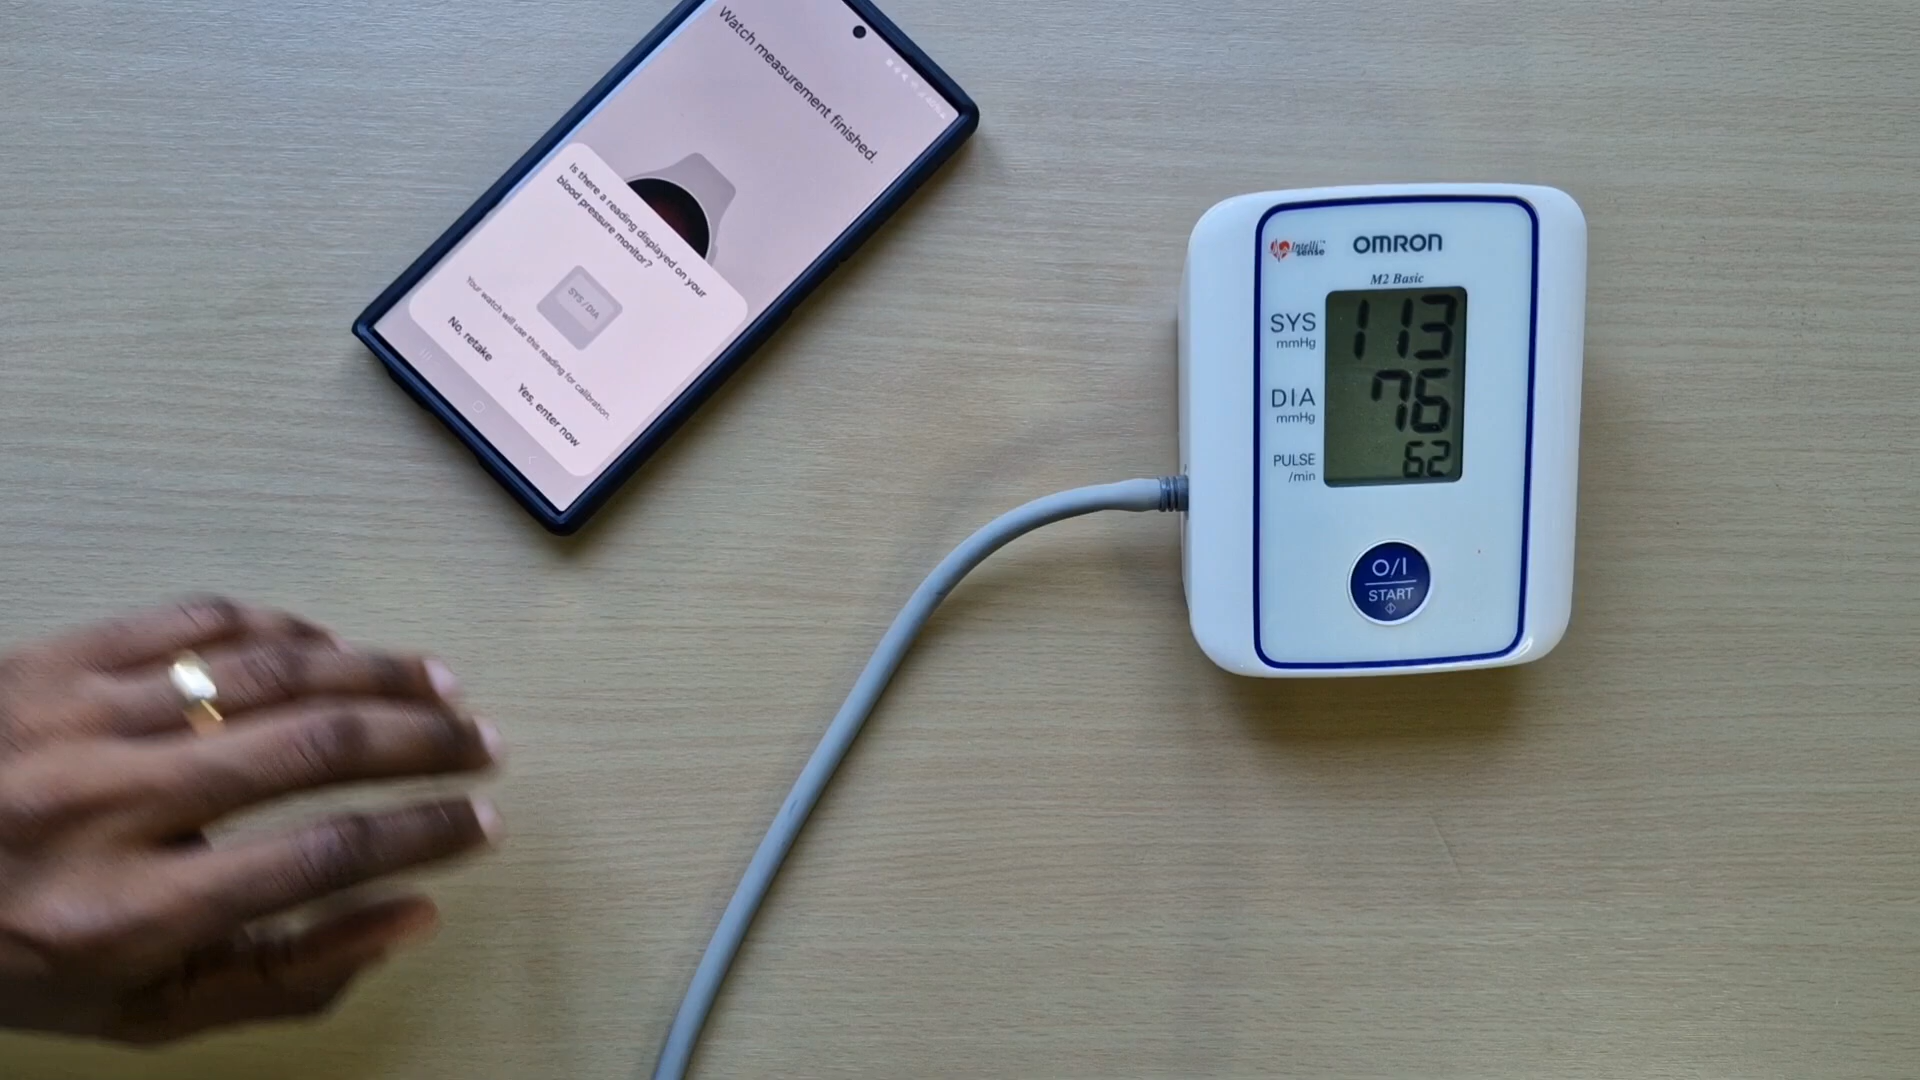 Watch measurement finished.
Is there a reading displayed on your
blood pressure monitor?
SYS / DIA
Your watch will use this reading for calibration.
No, retake
Yes, enter now
Intelli™
sense
OMRON
M2 Basic
SYS
mmHg
113
DIA
mmHg
76
PULSE
/min
62
O/I
START